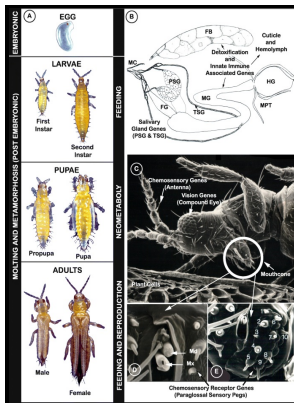 EMBRYONIC
A
EGG
MOLTING AND METAMORPHOSIS (POST EMBRYONIC)
LARVAE
First
Instar
Second
Instar
FEEDING
PUPAE
Propupa
Pupa
NEOMETABOLY
ADULTS
Male
Female
FEEDING AND REPRODUCTION
B
FB
Cuticle
and
Hemolymph
Detoxification
and
Innate Immune
Associated Genes
MC
PSG
FG
MG
TSG
HG
MPT
Salivary
Gland Genes
(PSG & TSG)
C
Chemosensory Genes
(Antenna)
Vision Genes
(Compound Eye)
Mouthcone
Plant Cells
D
Md
Mx
E
Chemosensory Receptor Genes
(Paraglossal Sensory Pegs)